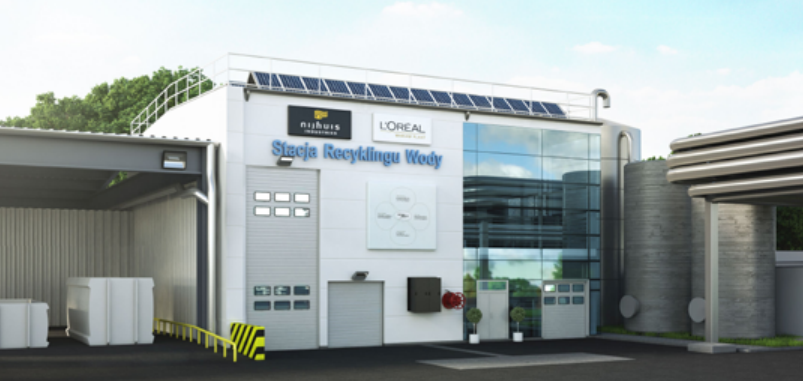 nijhuis
INDUSTRIES
L'ORÉAL
Stacja Recyklingu Wody